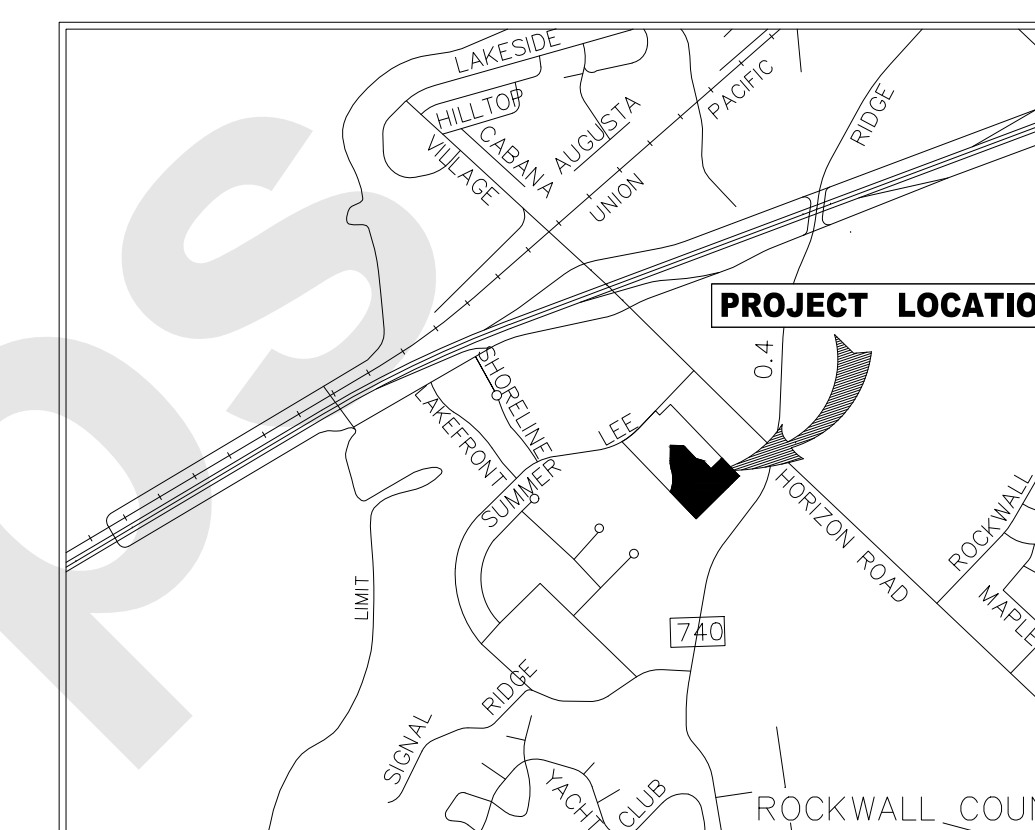 LAKESIDE
HILLTOP
CABANA
AUGUSTA
VILLAGE
UNION PACIFIC
RIDGE
PROJECT LOCATIO
0.4
SHORELINE
LAKEFRONT
LEE
SUMMER
HORIZON ROAD
ROCKWALL
MAPLE
LIMIT
740
SIGNAL RIDGE
YACHT CLUB
ROCKWALL COUN
ps